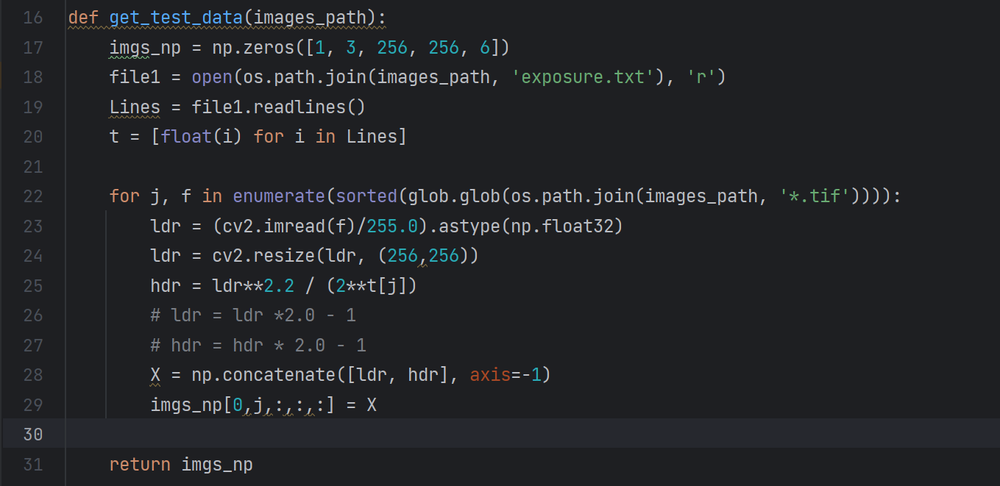 16 def get_test_data(images_path):
17     imgs_np = np.zeros([1, 3, 256, 256, 6])
18     file1 = open(os.path.join(images_path, 'exposure.txt'), 'r')
19     Lines = file1.readlines()
20     t = [float(i) for i in Lines]
21
22     for j, f in enumerate(sorted(glob.glob(os.path.join(images_path, '*.tif')))):
23         ldr = (cv2.imread(f)/255.0).astype(np.float32)
24         ldr = cv2.resize(ldr, (256,256))
25         hdr = ldr**2.2 / (2**t[j])
26         # ldr = ldr *2.0 - 1
27         # hdr = hdr * 2.0 - 1
28         X = np.concatenate([ldr, hdr], axis=-1)
29         imgs_np[0,j,:,:,:] = X
30
31     return imgs_np